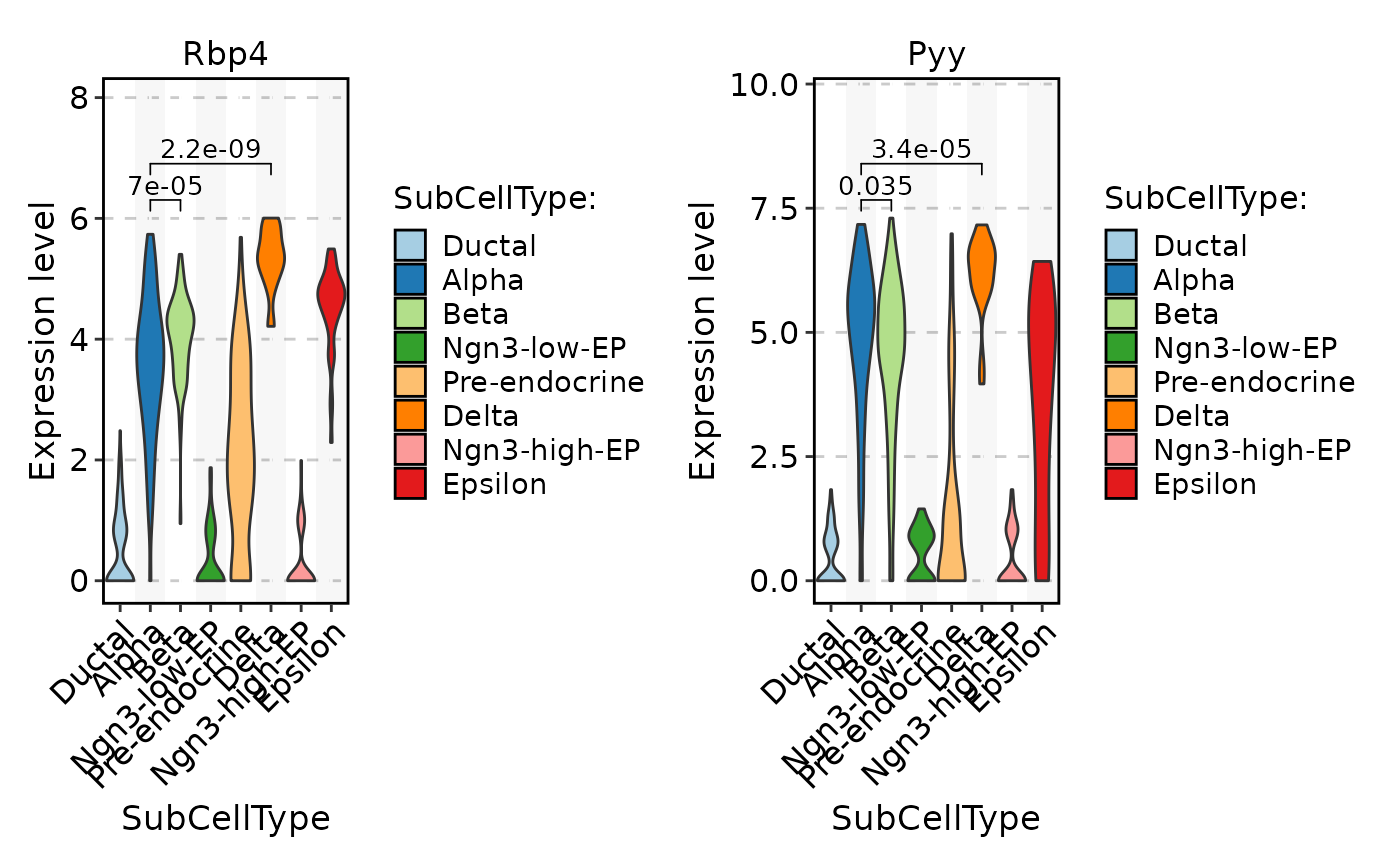 Rbp4
8
6
4
2
0
Expression level
2.2e-09
7e-05
Ductal
Alpha
Beta
Ngn3-low-EP
Pre-endocrine
Delta
Ngn3-high-EP
Epsilon
SubCellType
SubCellType:
Ductal
Alpha
Beta
Ngn3-low-EP
Pre-endocrine
Delta
Ngn3-high-EP
Epsilon
Pyy
10.0
7.5
5.0
2.5
0.0
Expression level
3.4e-05
0.035
Ductal
Alpha
Beta
Ngn3-low-EP
Pre-endocrine
Delta
Ngn3-high-EP
Epsilon
SubCellType
SubCellType:
Ductal
Alpha
Beta
Ngn3-low-EP
Pre-endocrine
Delta
Ngn3-high-EP
Epsilon